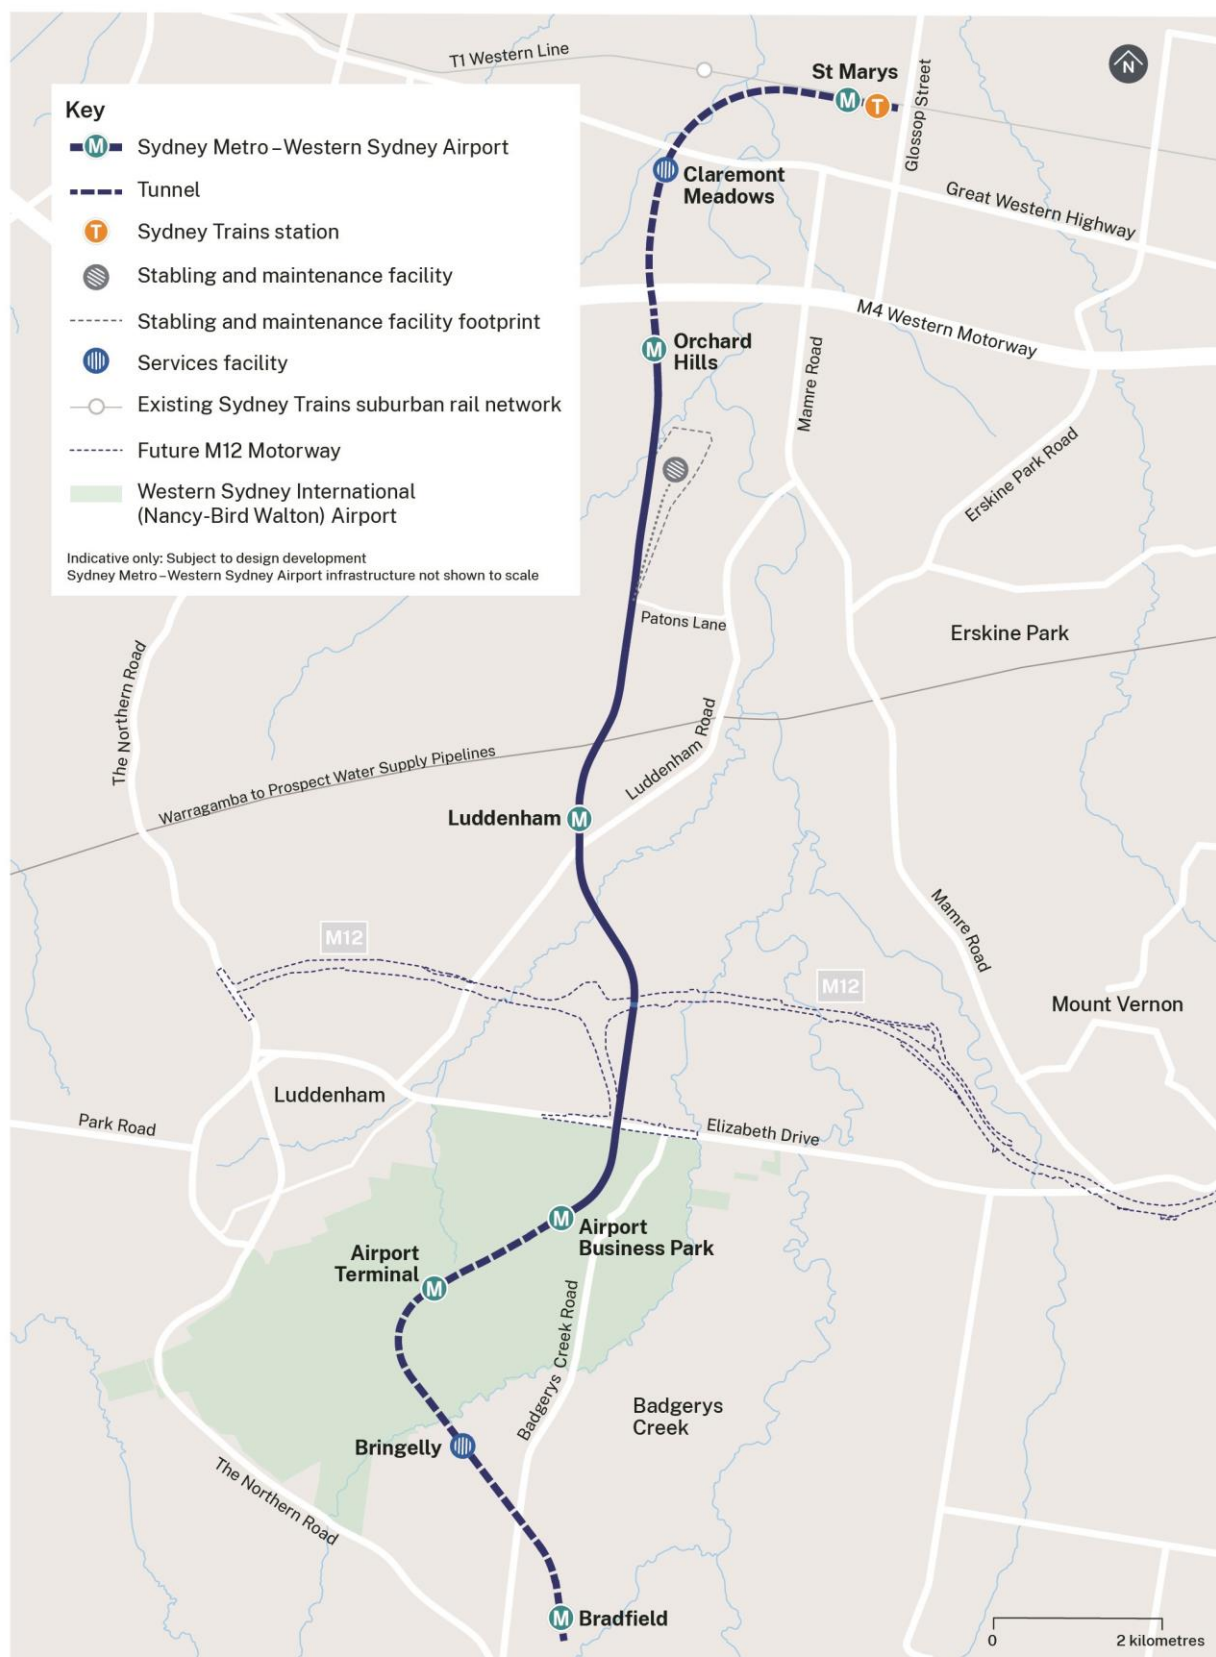 T1 Western Line
N
St Marys
M
T
Glossop Street
Key
M Sydney Metro – Western Sydney Airport
Tunnel
T Sydney Trains station
Stabling and maintenance facility
Stabling and maintenance facility footprint
Services facility
Existing Sydney Trains suburban rail network
Future M12 Motorway
Western Sydney International
(Nancy-Bird Walton) Airport
Indicative only: Subject to design development
Sydney Metro – Western Sydney Airport infrastructure not shown to scale
Claremont
Meadows
Great Western Highway
M4 Western Motorway
M Orchard
Hills
Mamre Road
Erskine Park Road
Patons Lane
Erskine Park
The Northern Road
Luddenham Road
Warragamba to Prospect Water Supply Pipelines
Luddenham M
M12
Mamre Road
M12
Mount Vernon
Luddenham
Park Road
Elizabeth Drive
M
Airport
Business Park
Airport
Terminal
M
Badgerys Creek Road
Badgerys
Creek
Bringelly
The Northern Road
M Bradfield
0
2 kilometres